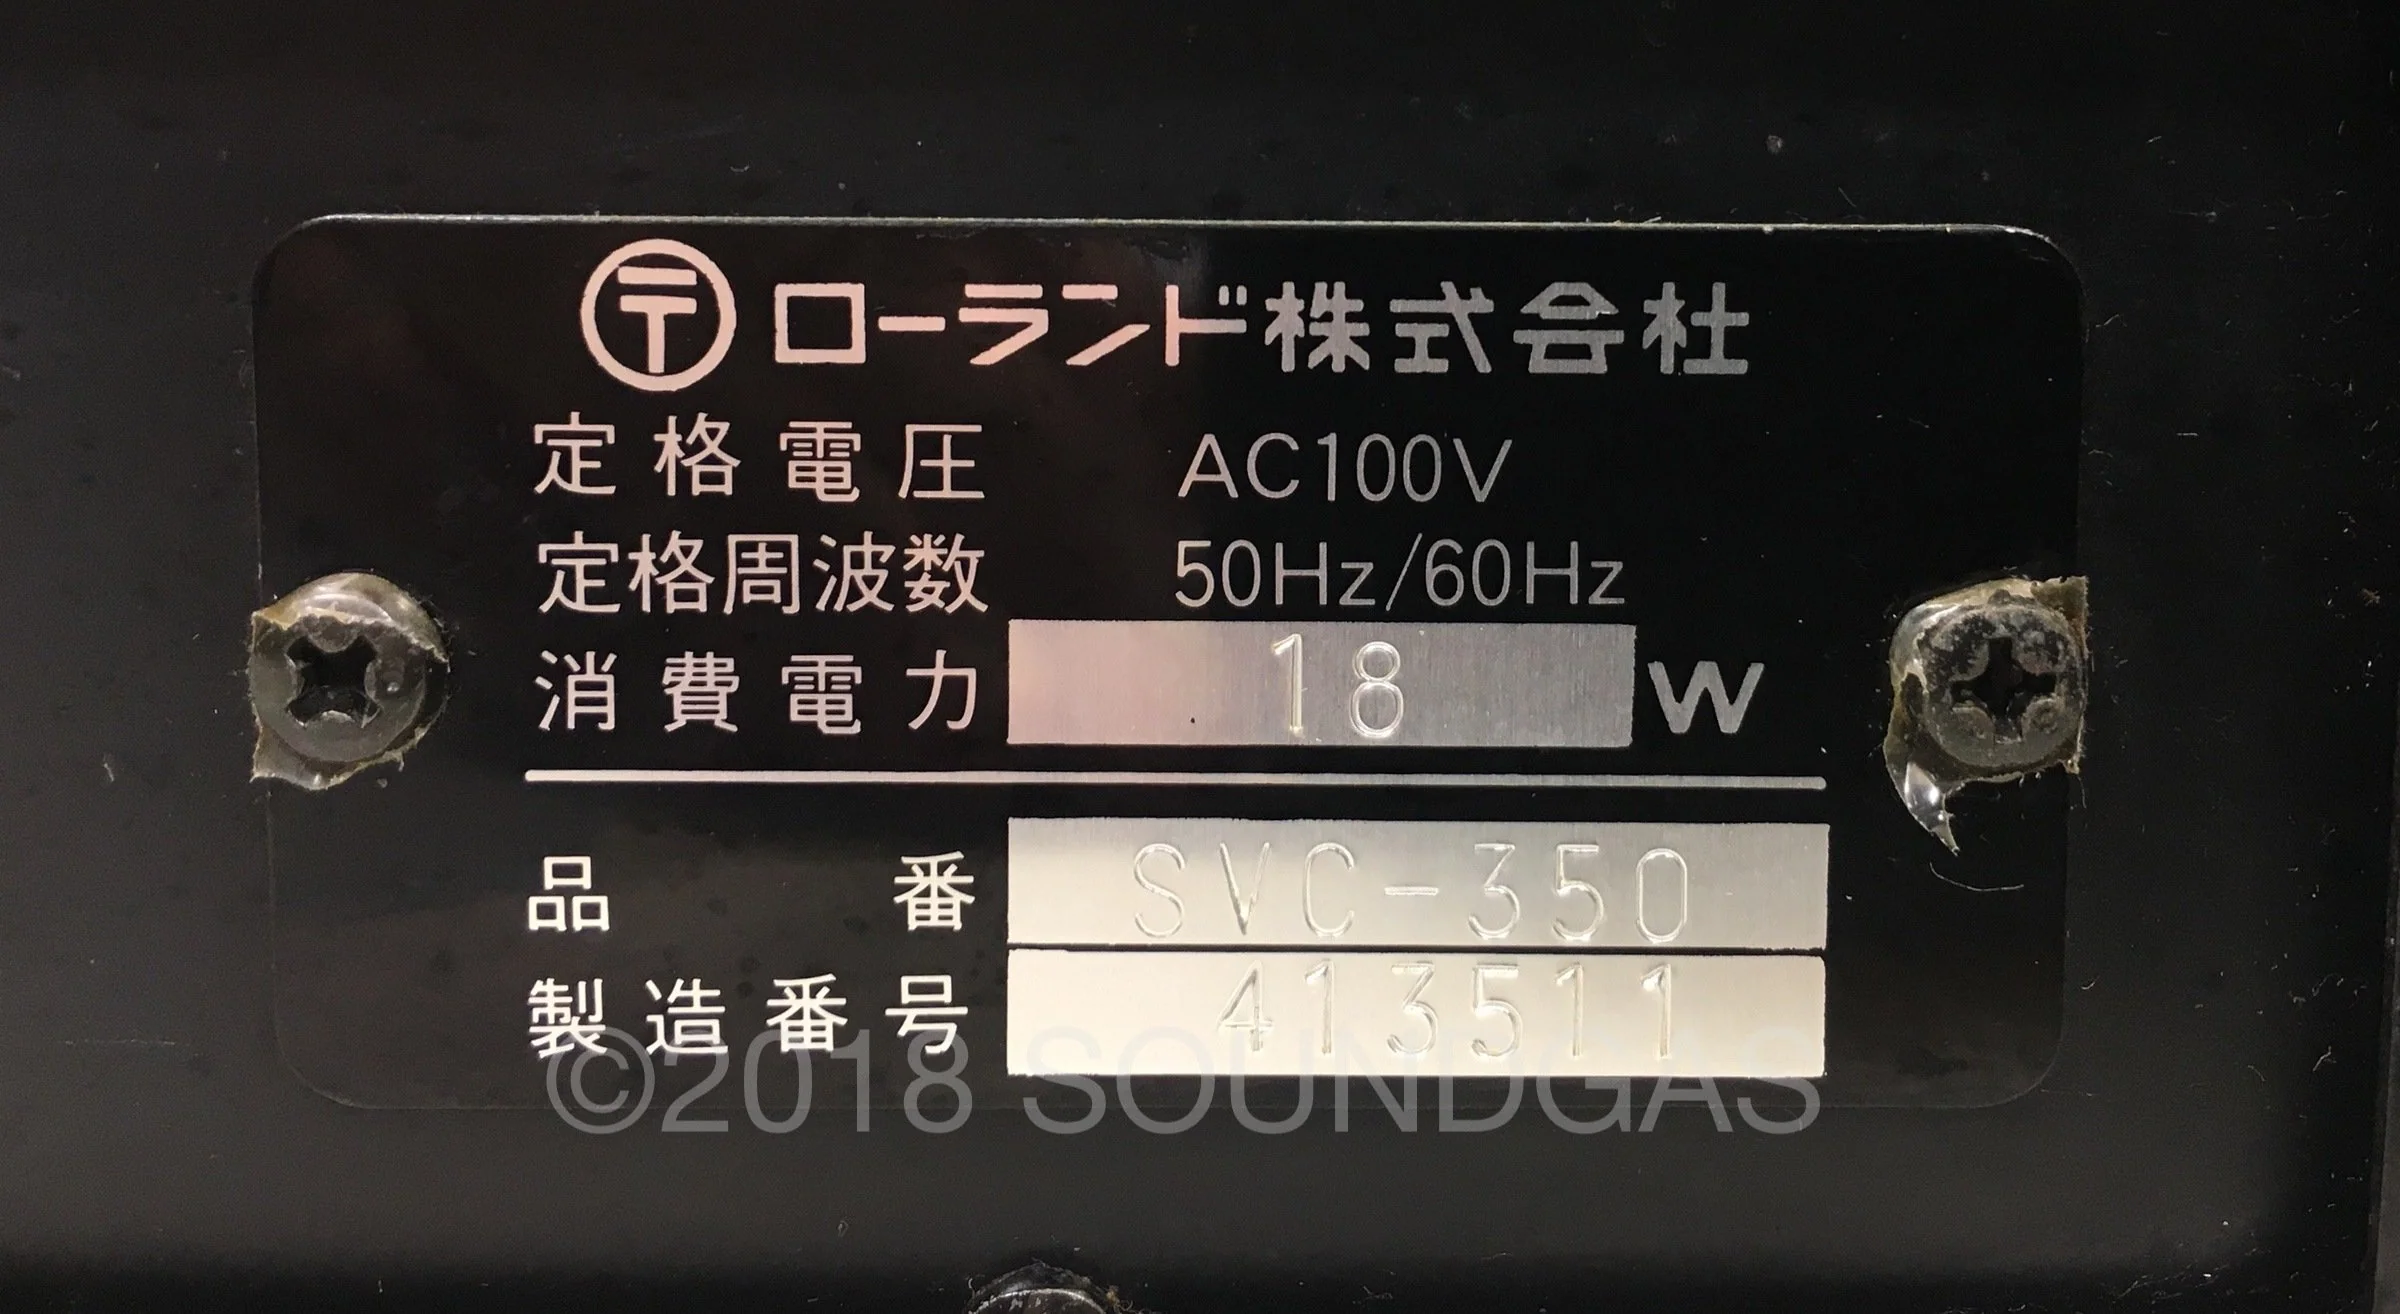 〒 ローランド株式会社
定格電圧 AC100V
定格周波数 50Hz/60Hz
消費電力 18 W
品番 SVC-350
製造番号 413511
©2018 SOUNDGAS